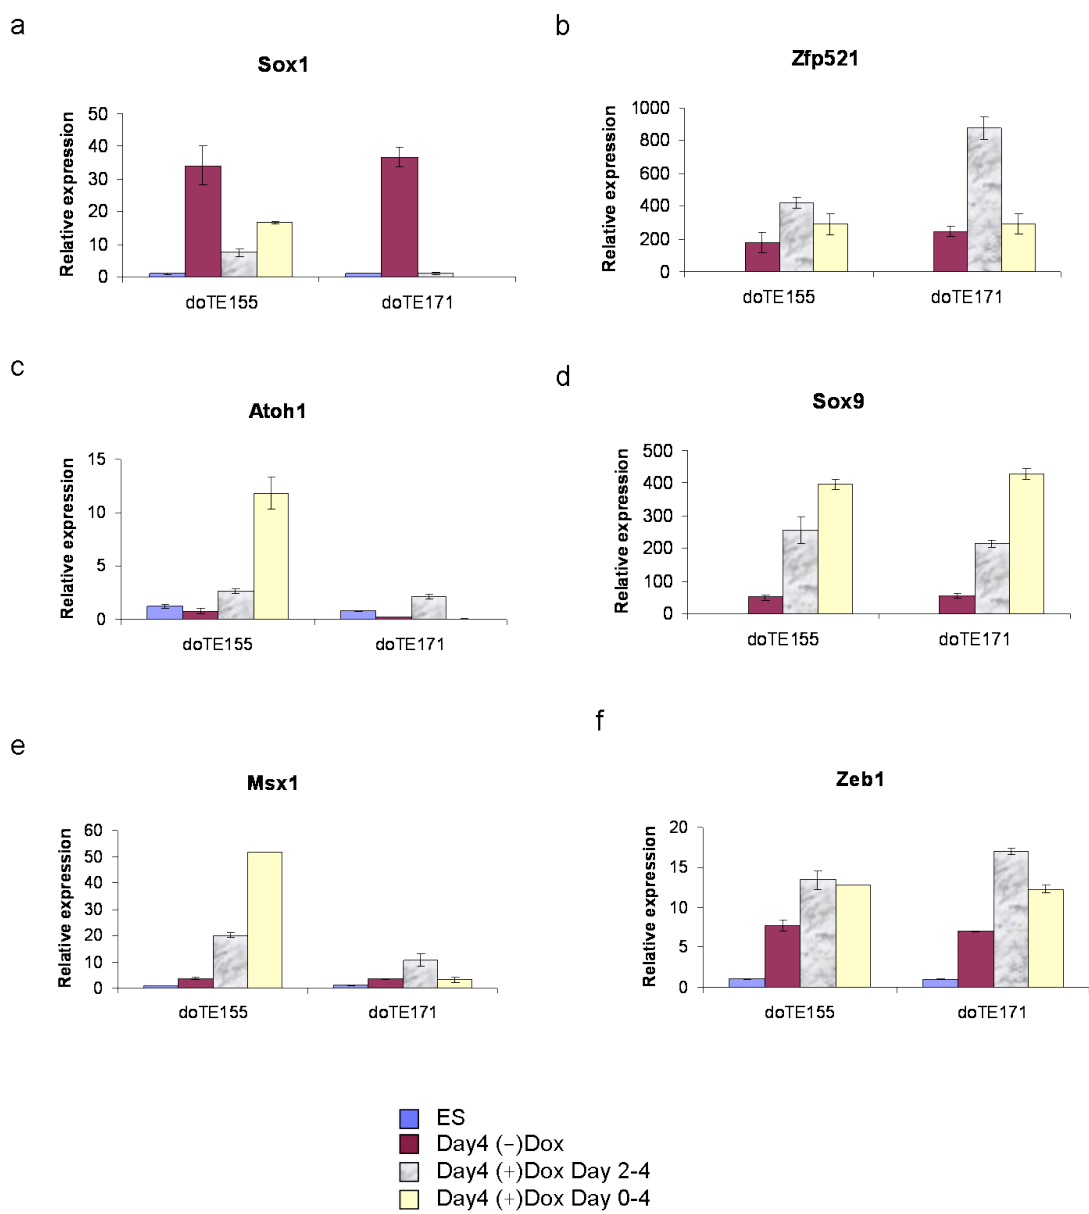 a
Sox1
Relative expression
50
40
30
20
10
0
doTE155
doTE171
b
Zfp521
Relative expression
1000
800
600
400
200
0
doTE155
doTE171
c
Atoh1
Relative expression
15
10
5
0
doTE155
doTE171
d
Sox9
Relative expression
500
400
300
200
100
0
doTE155
doTE171
e
Msx1
Relative expression
60
50
40
30
20
10
0
doTE155
doTE171
f
Zeb1
Relative expression
20
15
10
5
0
doTE155
doTE171
ES
Day4 (−)Dox
Day4 (+)Dox Day 2-4
Day4 (+)Dox Day 0-4